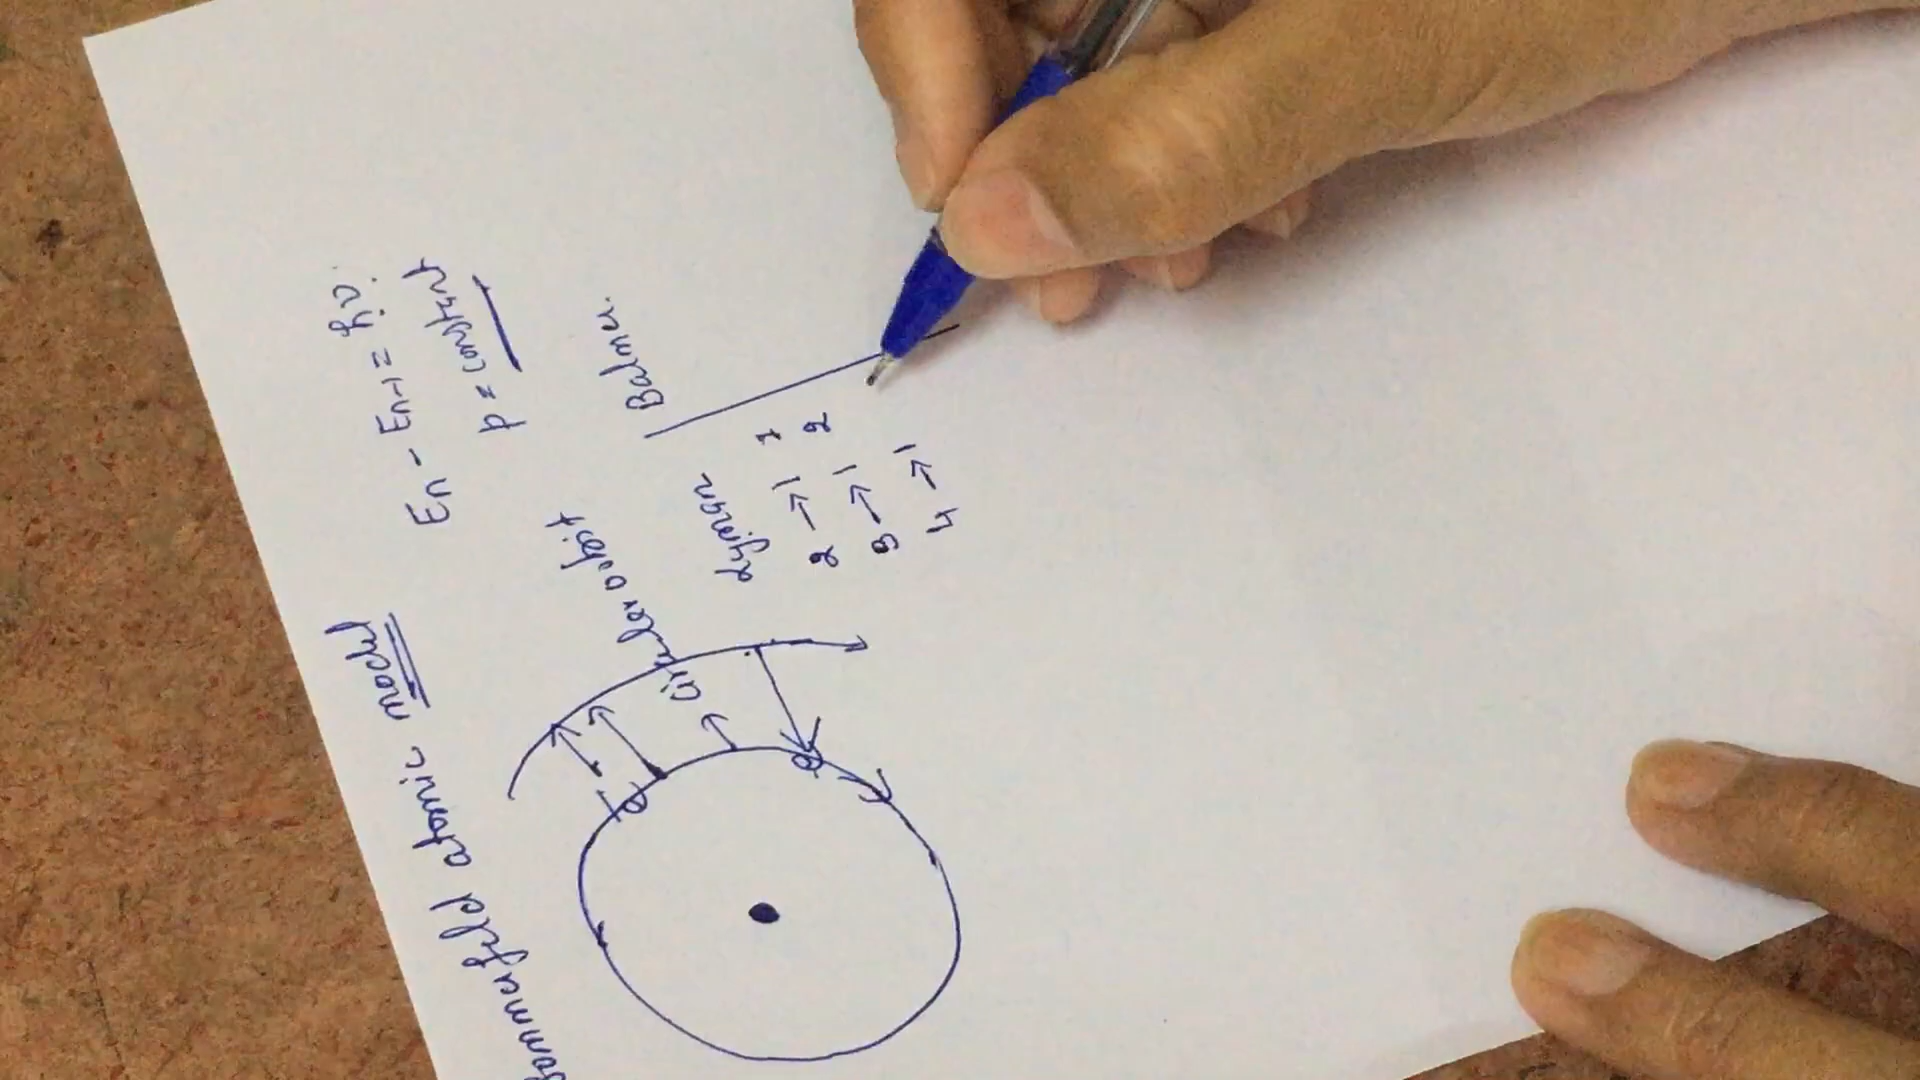 Sommerfeld atomic model
En - En-1 = hν.
p = constant
Circular orbit
Balmer.
Lyman
2 → 1 1
3 → 1 2
4 → 1
e
e